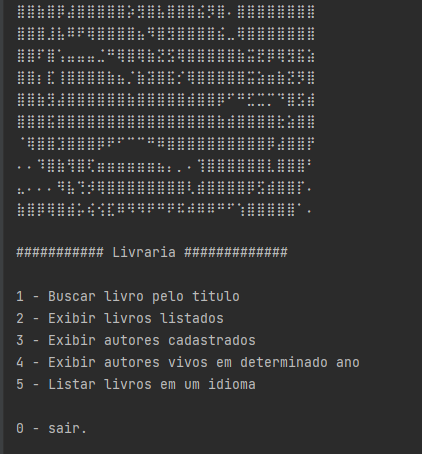 ########### Livraria #############
1 - Buscar livro pelo titulo
2 - Exibir livros listados
3 - Exibir autores cadastrados
4 - Exibir autores vivos em determinado ano
5 - Listar livros em um idioma
0 - sair.